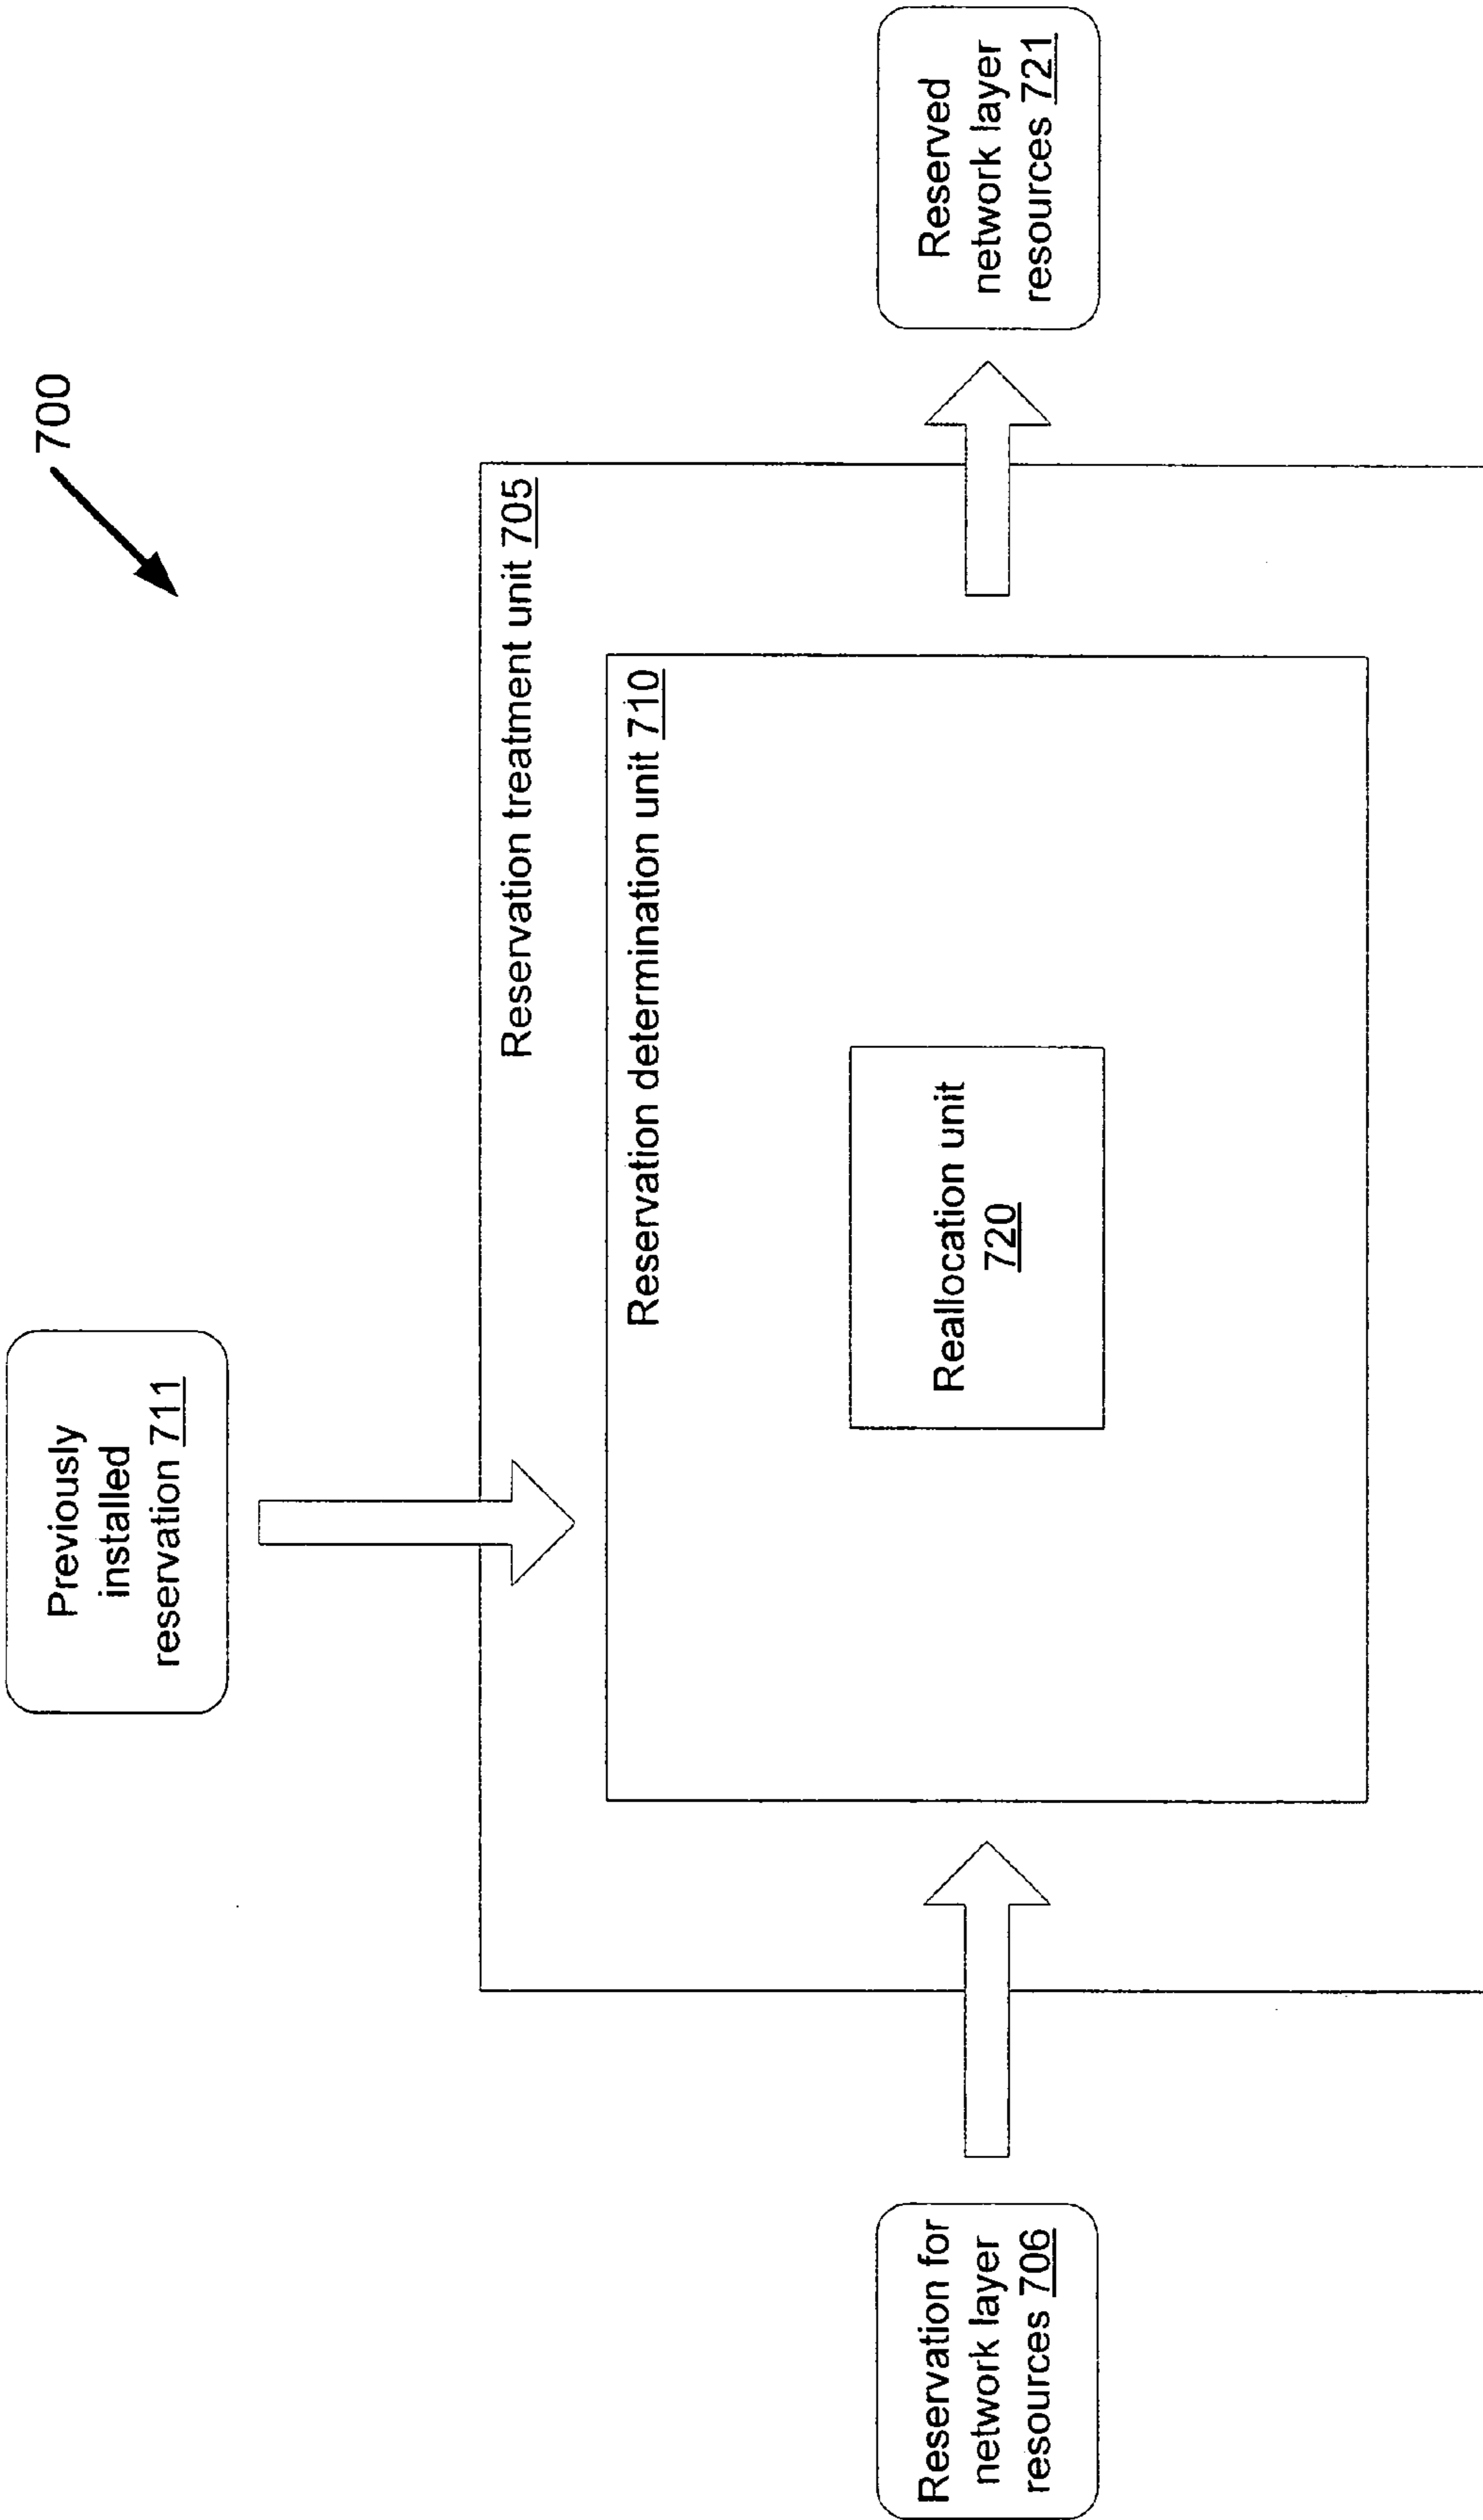 700
Previously
installed
reservation 711
Reservation treatment unit 705
Reservation determination unit 710
Reallocation unit
720
Reservation for
network layer
resources 706
Reserved
network layer
resources 721